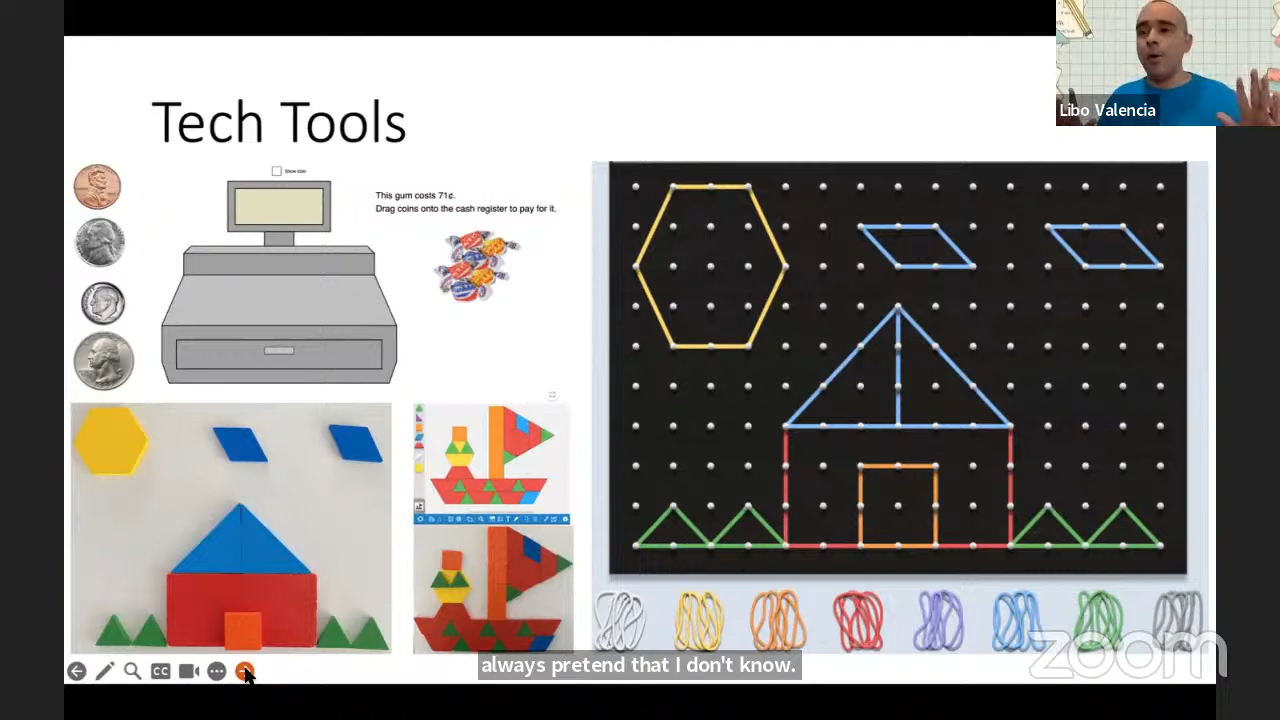 Libo Valencia
Tech Tools
Show total
This gum costs 71¢.
Drag coins onto the cash register to pay for it.
CC
always pretend that I don't know.
zoom